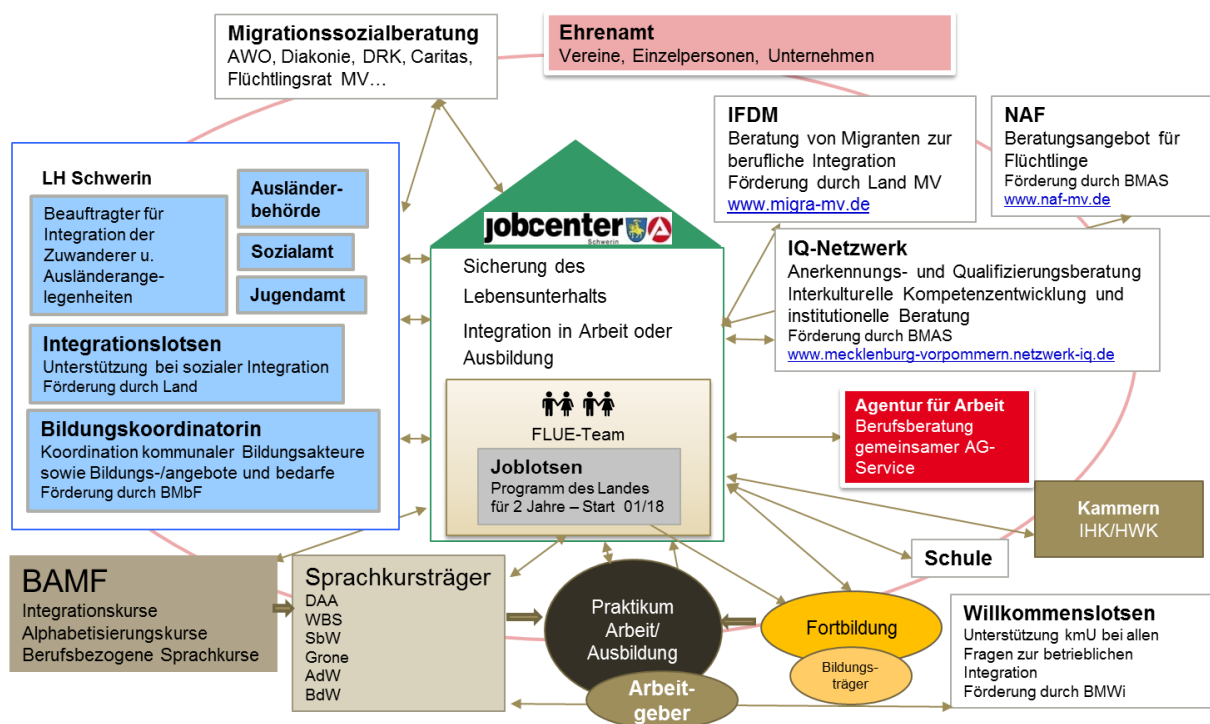 Migrationssozialberatung
AWO, Diakonie, DRK, Caritas,
Flüchtlingsrat MV…
Ehrenamt
Vereine, Einzelpersonen, Unternehmen
IFDM
Beratung von Migranten zur
berufliche Integration
Förderung durch Land MV
www.migra-mv.de
NAF
Beratungsangebot für
Flüchtlinge
Förderung durch BMAS
www.naf-mv.de
LH Schwerin
Beauftragter für
Integration der
Zuwanderer u.
Ausländerange-
legenheiten
Ausländer-
behörde
Sozialamt
Jugendamt
Integrationslotsen
Unterstützung bei sozialer Integration
Förderung durch Land
Bildungskoordinatorin
Koordination kommunaler Bildungsakteure
sowie Bildungs-/angebote und bedarfe
Förderung durch BMbF
jobcenter
Schwerin
Sicherung des
Lebensunterhalts
Integration in Arbeit oder
Ausbildung
FLUE-Team
Joblotsen
Programm des Landes
für 2 Jahre – Start 01/18
IQ-Netzwerk
Anerkennungs- und Qualifizierungsberatung
Interkulturelle Kompetenzentwicklung und
institutionelle Beratung
Förderung durch BMAS
www.mecklenburg-vorpommern.netzwerk-iq.de
Agentur für Arbeit
Berufsberatung
gemeinsamer AG-
Service
Kammern
IHK/HWK
Schule
BAMF
Integrationskurse
Alphabetisierungskurse
Berufsbezogene Sprachkurse
Sprachkursträger
DAA
WBS
SbW
Grone
AdW
BdW
Praktikum
Arbeit/
Ausbildung
Arbeit-
geber
Fortbildung
Bildungs-
träger
Willkommenslotsen
Unterstützung kmU bei allen
Fragen zur betrieblichen
Integration
Förderung durch BMWi